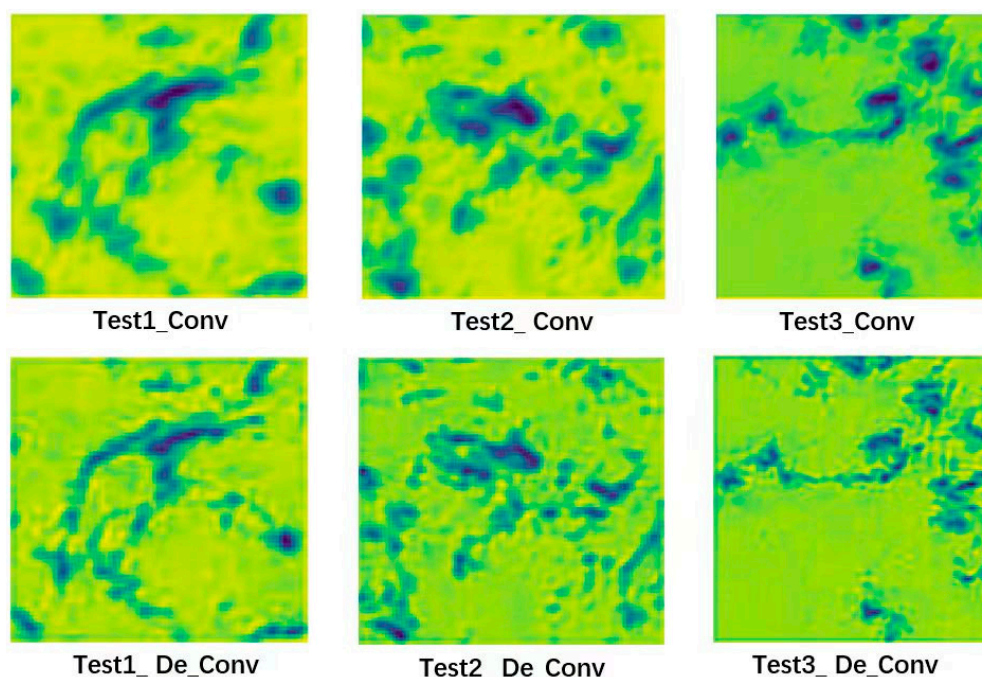 Test1_Conv
Test2_ Conv
Test3_Conv
Test1_ De_Conv
Test2 De Conv
Test3_ De_Conv